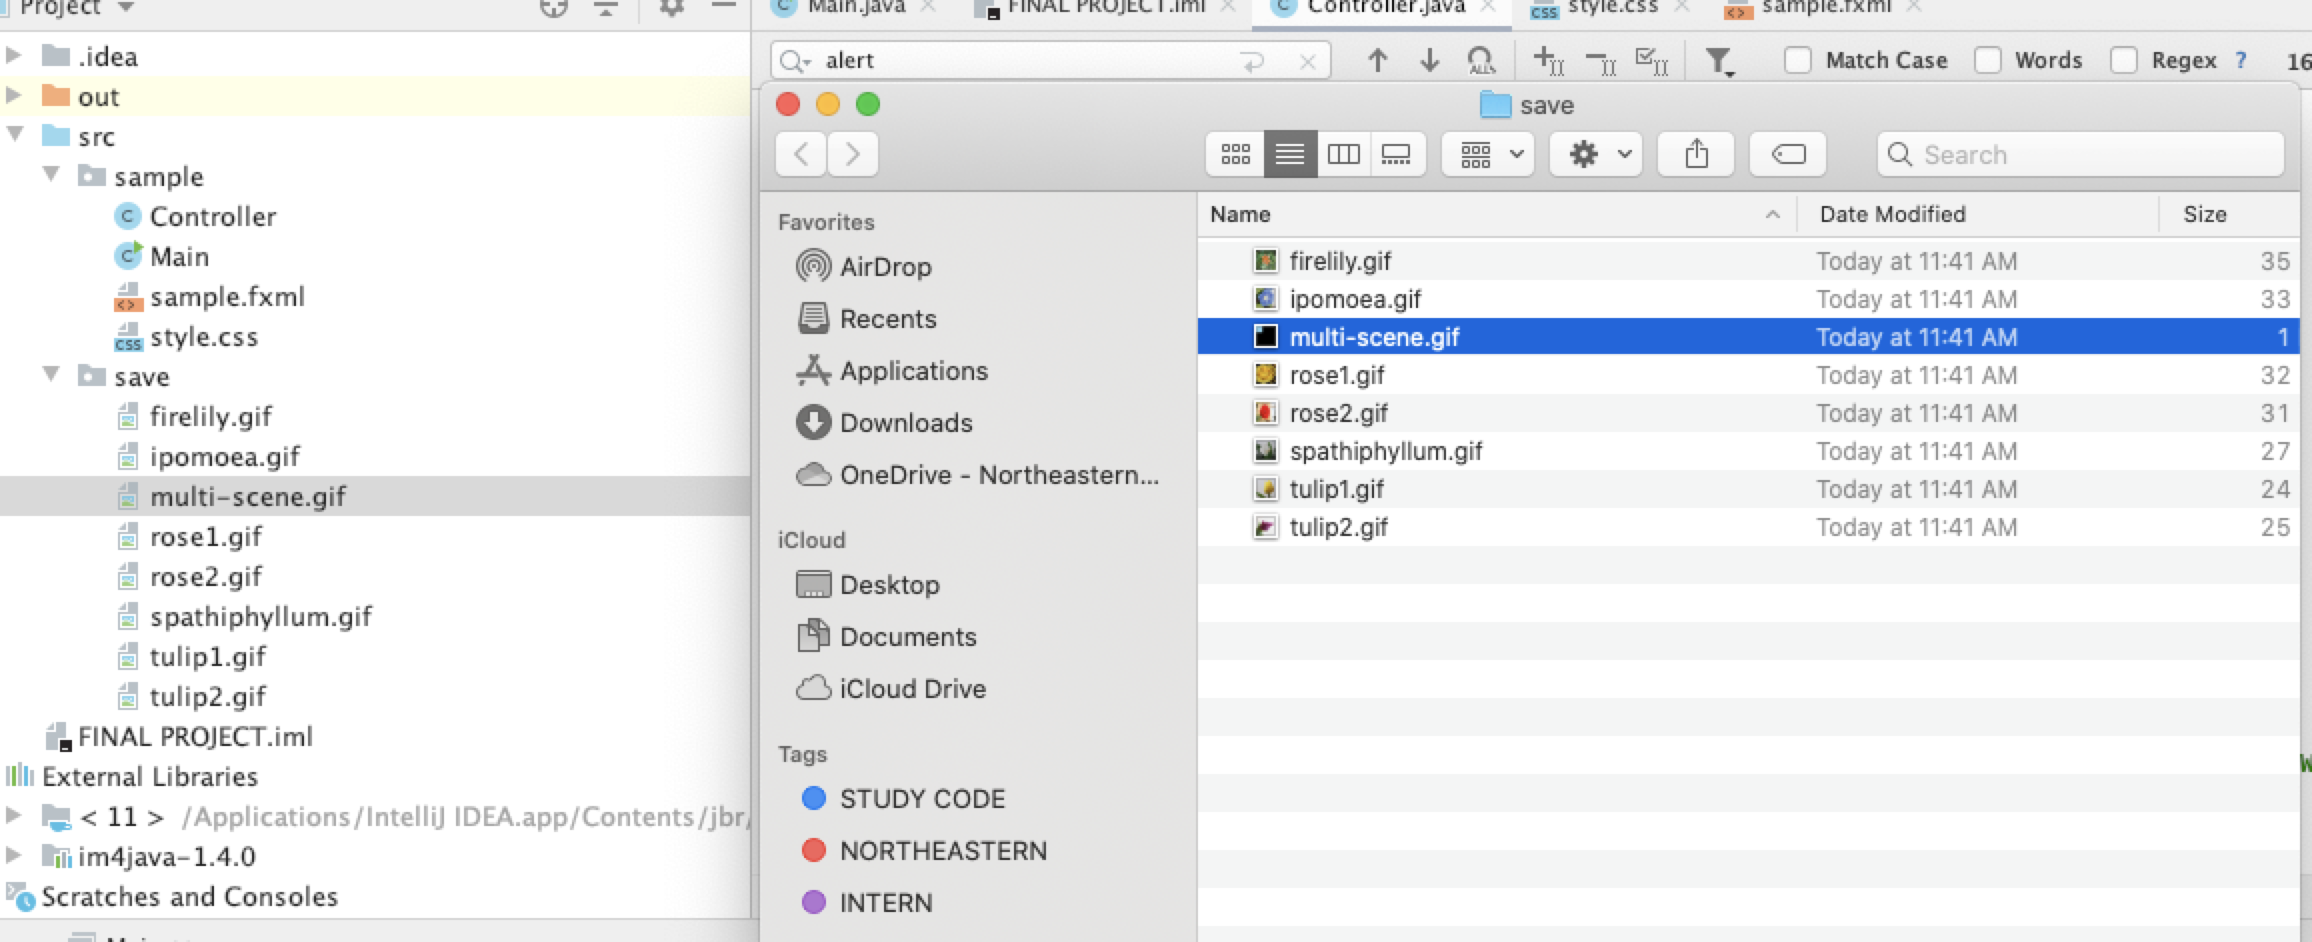 Project
Main.java
FINAL PROJECT.iml
Controller.java
style.css
sample.fxml
alert
Match Case
Words
Regex
?
16
.idea
out
src
sample
Controller
Main
sample.fxml
style.css
save
firelily.gif
ipomoea.gif
multi-scene.gif
rose1.gif
rose2.gif
spathiphyllum.gif
tulip1.gif
tulip2.gif
FINAL PROJECT.iml
External Libraries
< 11 > /Applications/IntelliJ IDEA.app/Contents/jbr/
im4java-1.4.0
Scratches and Consoles
save
Search
Favorites
AirDrop
Recents
Applications
Downloads
OneDrive - Northeastern...
iCloud
Desktop
Documents
iCloud Drive
Tags
STUDY CODE
NORTHEASTERN
INTERN
Name Date Modified Size
firelily.gif Today at 11:41 AM 35
ipomoea.gif Today at 11:41 AM 33
multi-scene.gif Today at 11:41 AM 1
rose1.gif Today at 11:41 AM 32
rose2.gif Today at 11:41 AM 31
spathiphyllum.gif Today at 11:41 AM 27
tulip1.gif Today at 11:41 AM 24
tulip2.gif Today at 11:41 AM 25